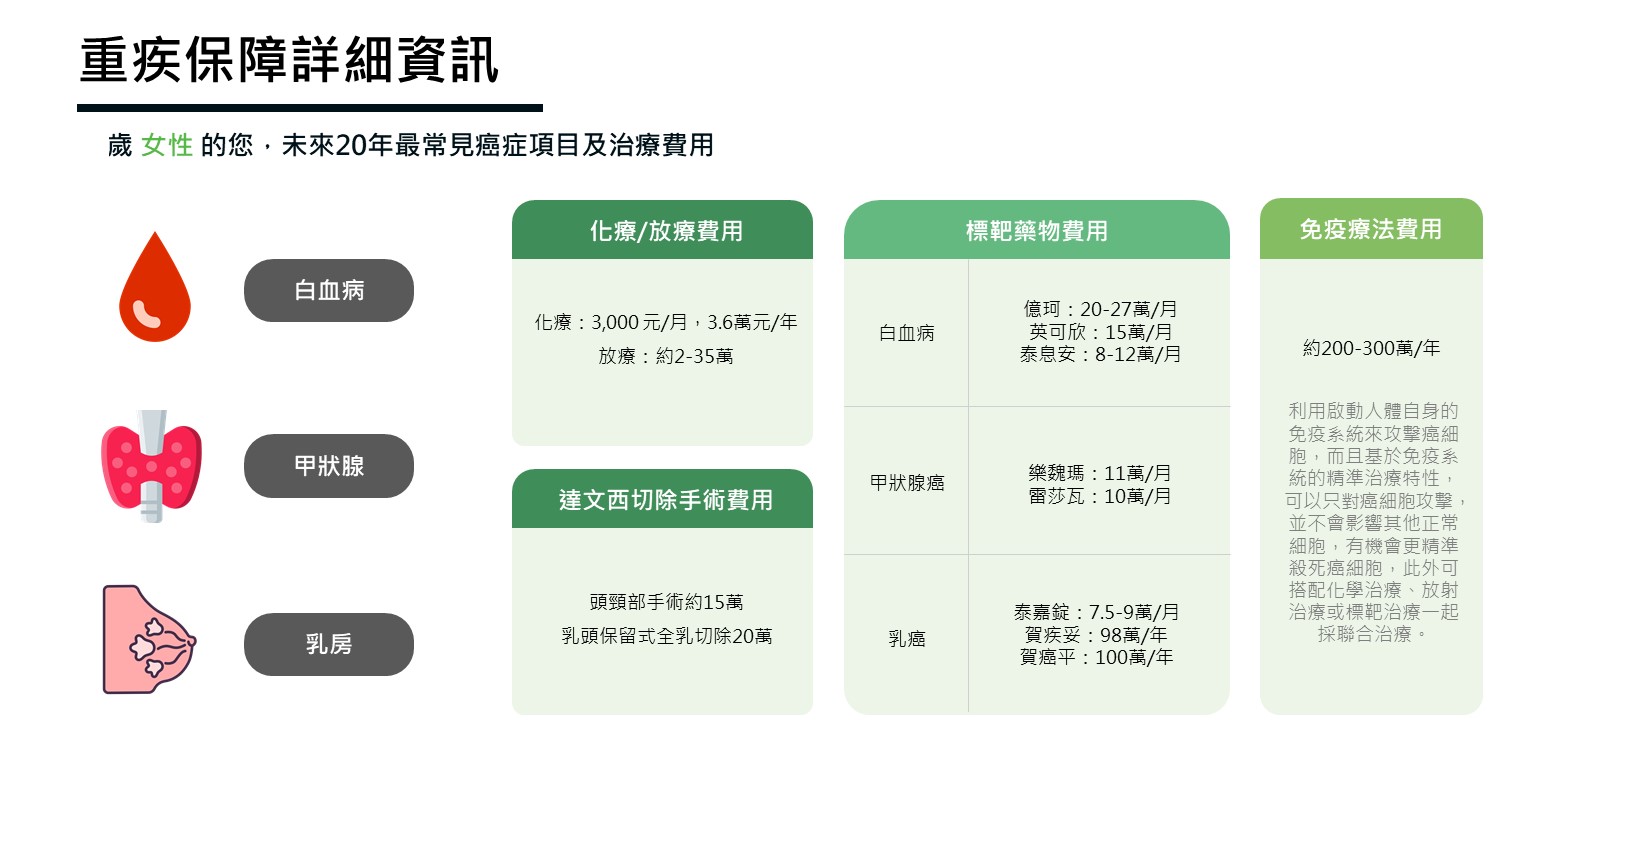 重疾保障詳細資訊
歲 女性 的您，未來20年最常見癌症項目及治療費用
白血病
甲狀腺
乳房
化療/放療費用
化療：3,000 元/月，3.6萬元/年
放療：約2-35萬
達文西切除手術費用
頭頸部手術約15萬
乳頭保留式全乳切除20萬
標靶藥物費用
白血病
億珂：20-27萬/月
英可欣：15萬/月
泰息安：8-12萬/月
甲狀腺癌
樂魏瑪：11萬/月
雷莎瓦：10萬/月
乳癌
泰嘉錠：7.5-9萬/月
賀疾妥：98萬/年
賀癌平：100萬/年
免疫療法費用
約200-300萬/年
利用啟動人體自身的
免疫系統來攻擊癌細
胞，而且基於免疫系
統的精準治療特性，
可以只對癌細胞攻擊，
並不會影響其他正常
細胞，有機會更精準
殺死癌細胞，此外可
搭配化學治療、放射
治療或標靶治療一起
採聯合治療。